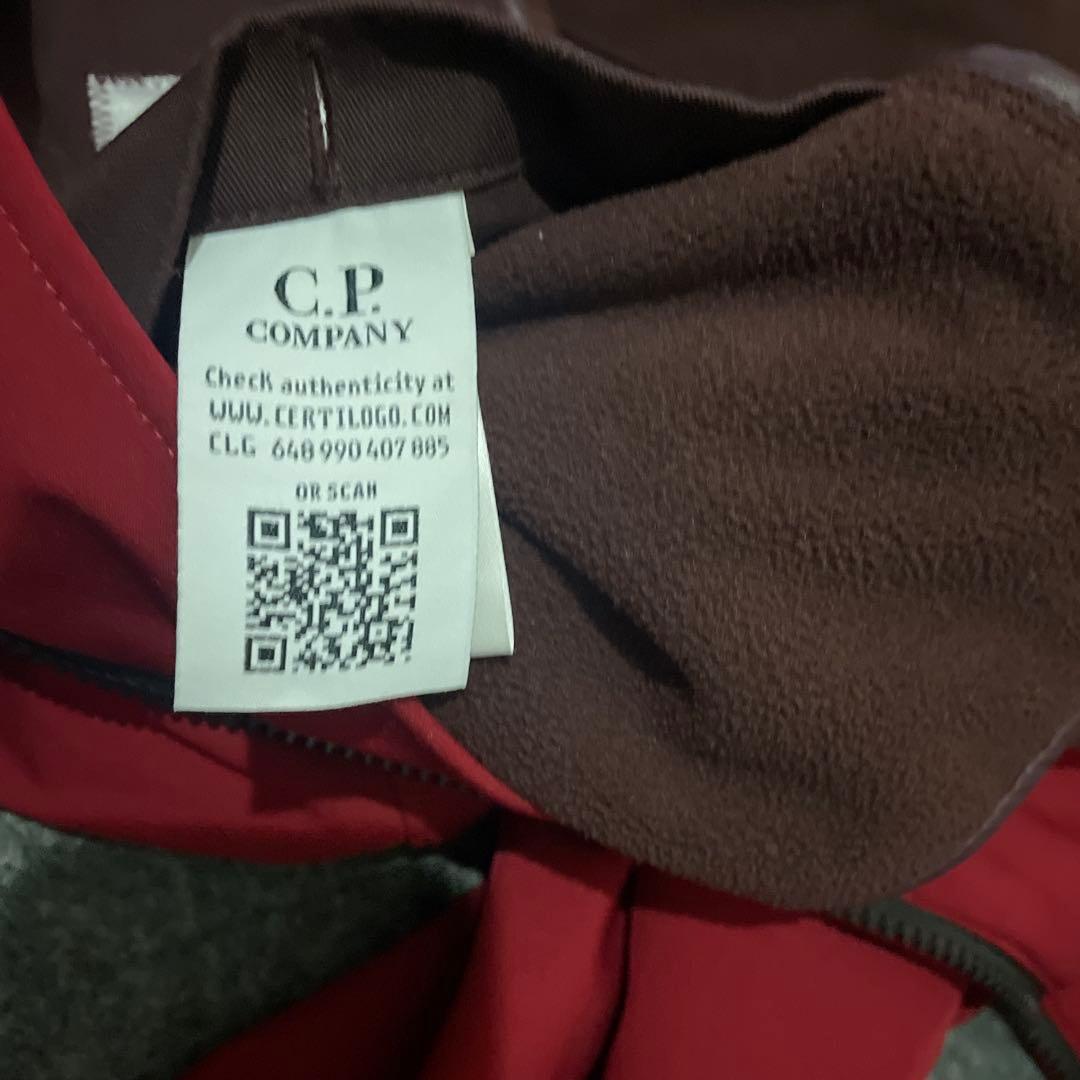 C.P.
COMPANY
Check authenticity at
WWW.CERTILOGO.COM
CLG 648 990 407 885
OR SCAN